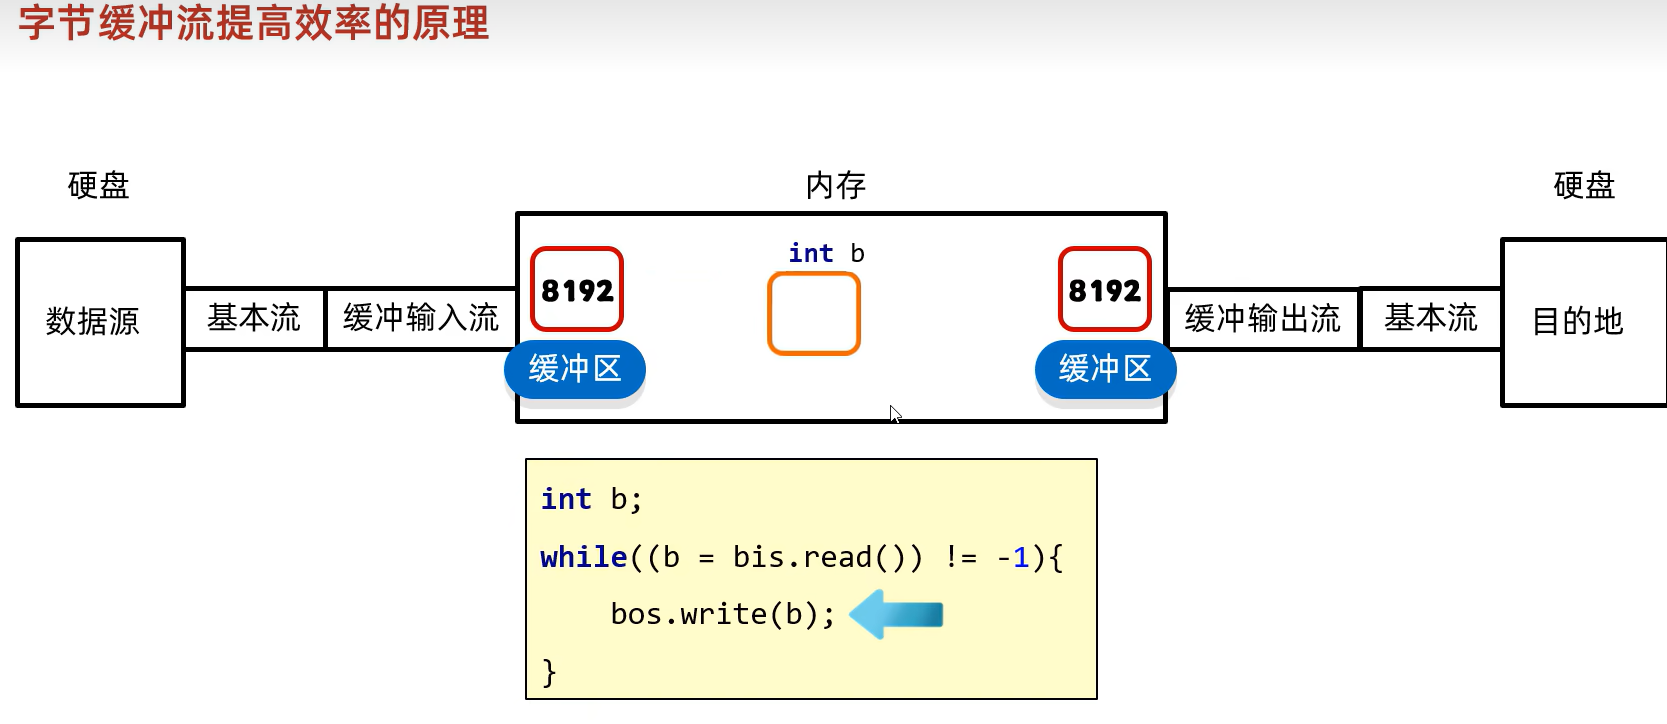 字节缓冲流提高效率的原理
硬盘
内存
硬盘
int b
8192
8192
数据源
基本流
缓冲输入流
缓冲输出流
基本流
目的地
缓冲区
缓冲区
int b;
while((b = bis.read()) != -1){
bos.write(b);
}